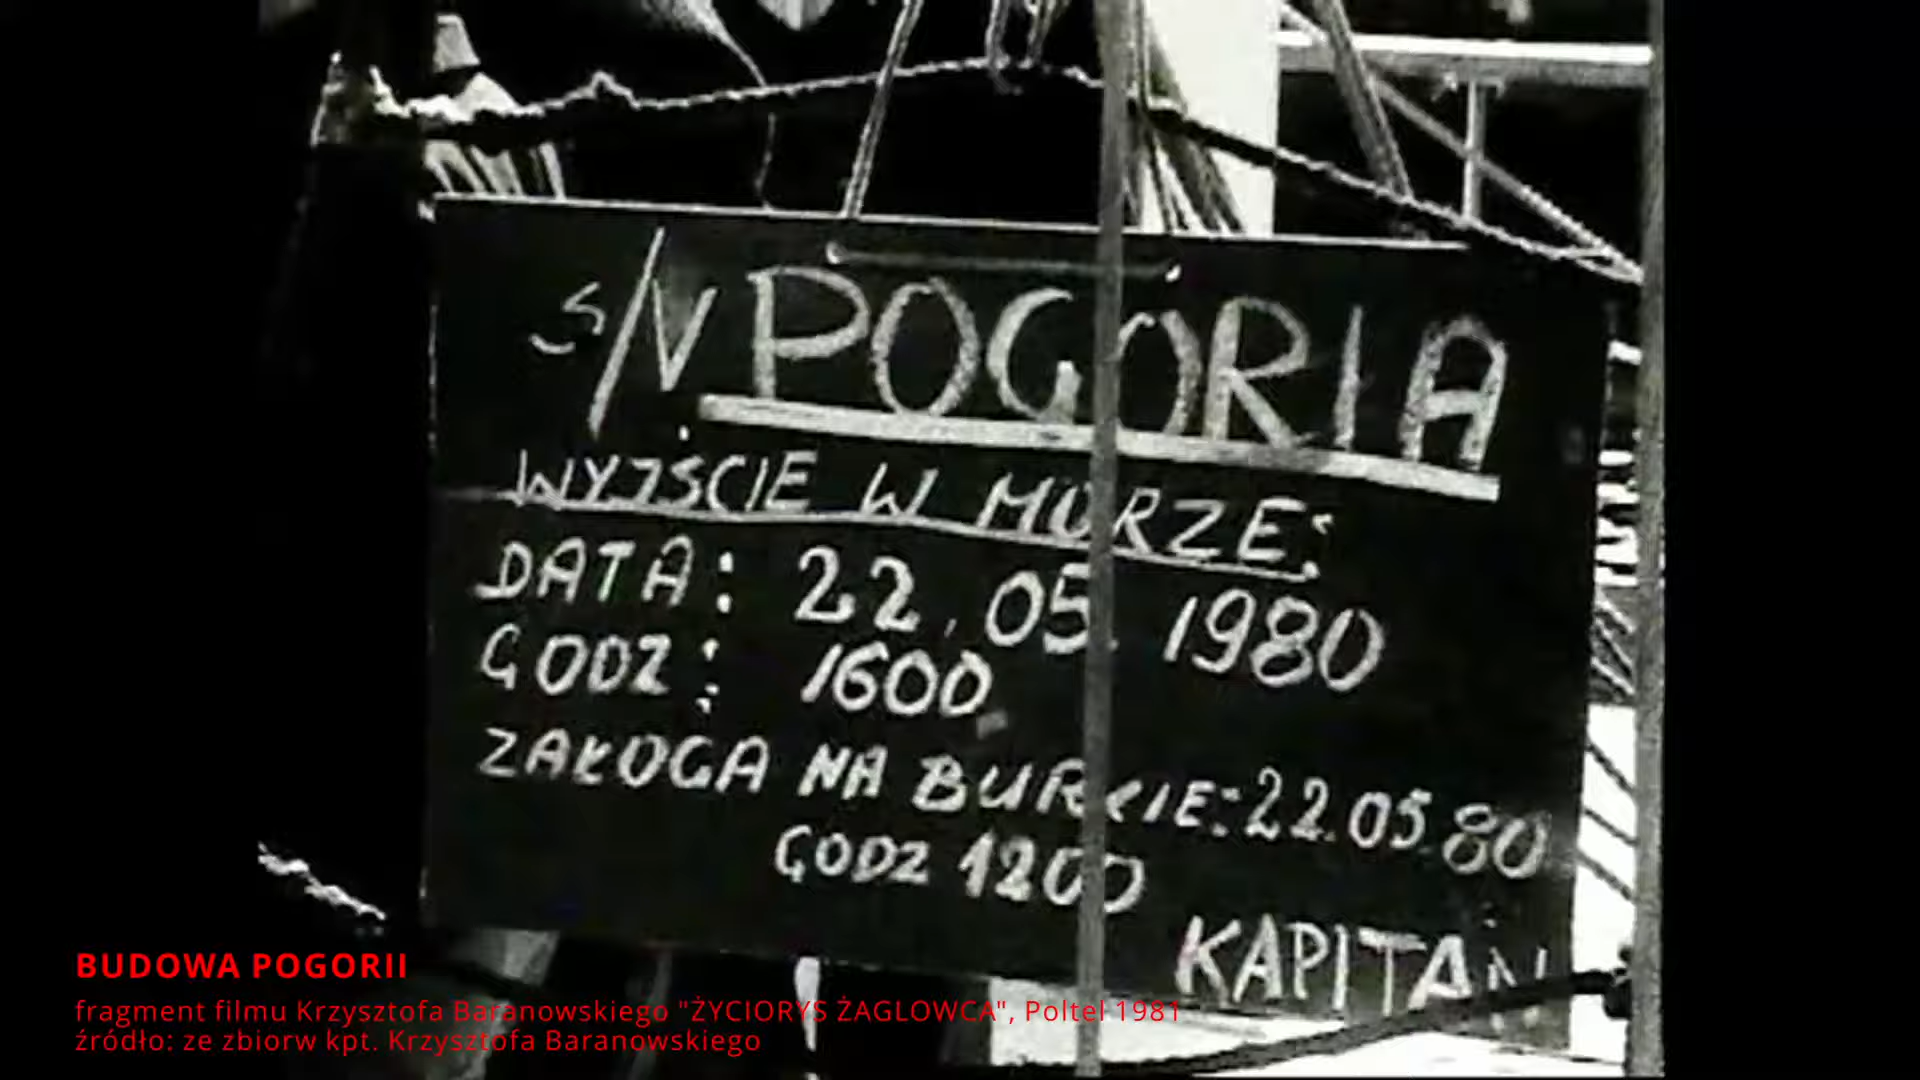 s/y POGORIA
WYJŚCIE W MORZE:
DATA: 22.05.1980
GODZ: 1600
ZAŁOGA NA BURCIE: 22.05.80
GODZ 1200
KAPITAN
BUDOWA POGORII
fragment filmu Krzysztofa Baranowskiego "ŻYCIORYS ŻAGLOWCA", Poltel 1981
źródło: ze zbiorw kpt. Krzysztofa Baranowskiego